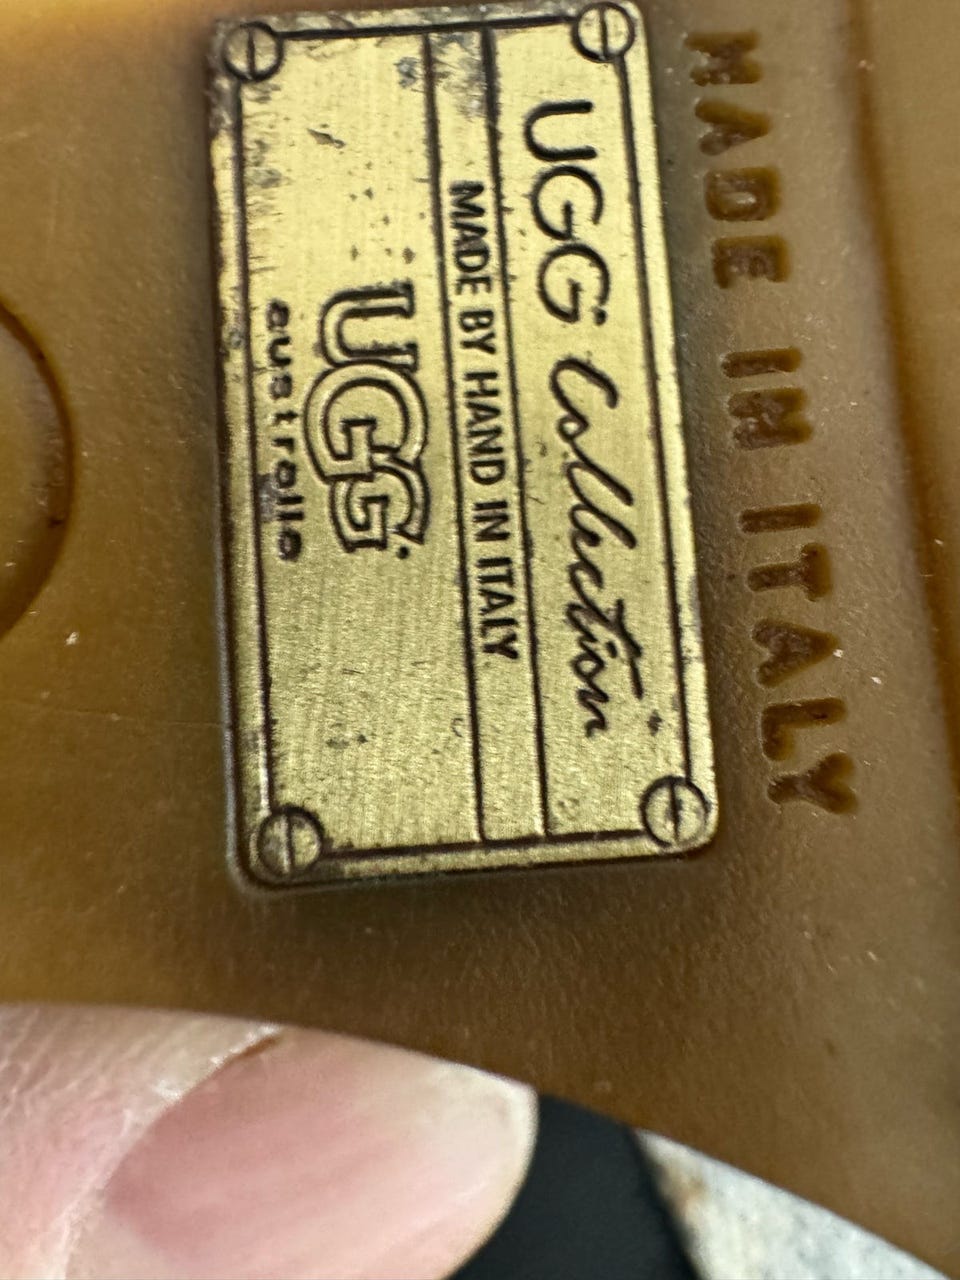 UGG Collection
MADE BY HAND IN ITALY
UGG
australia
MADE IN ITALY